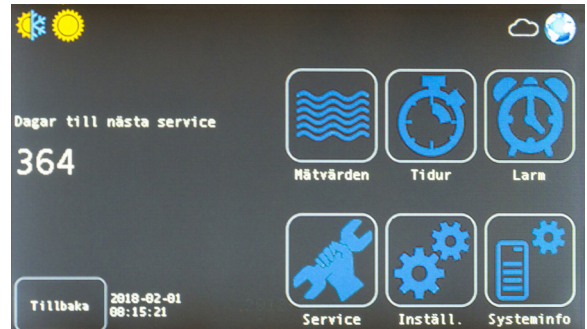 Dagar till nästa service
364
Mätvärden
Tidur
Larm
Service
Inställ.
Systeminfo
Tillbaka
2018-02-01
08:15:21